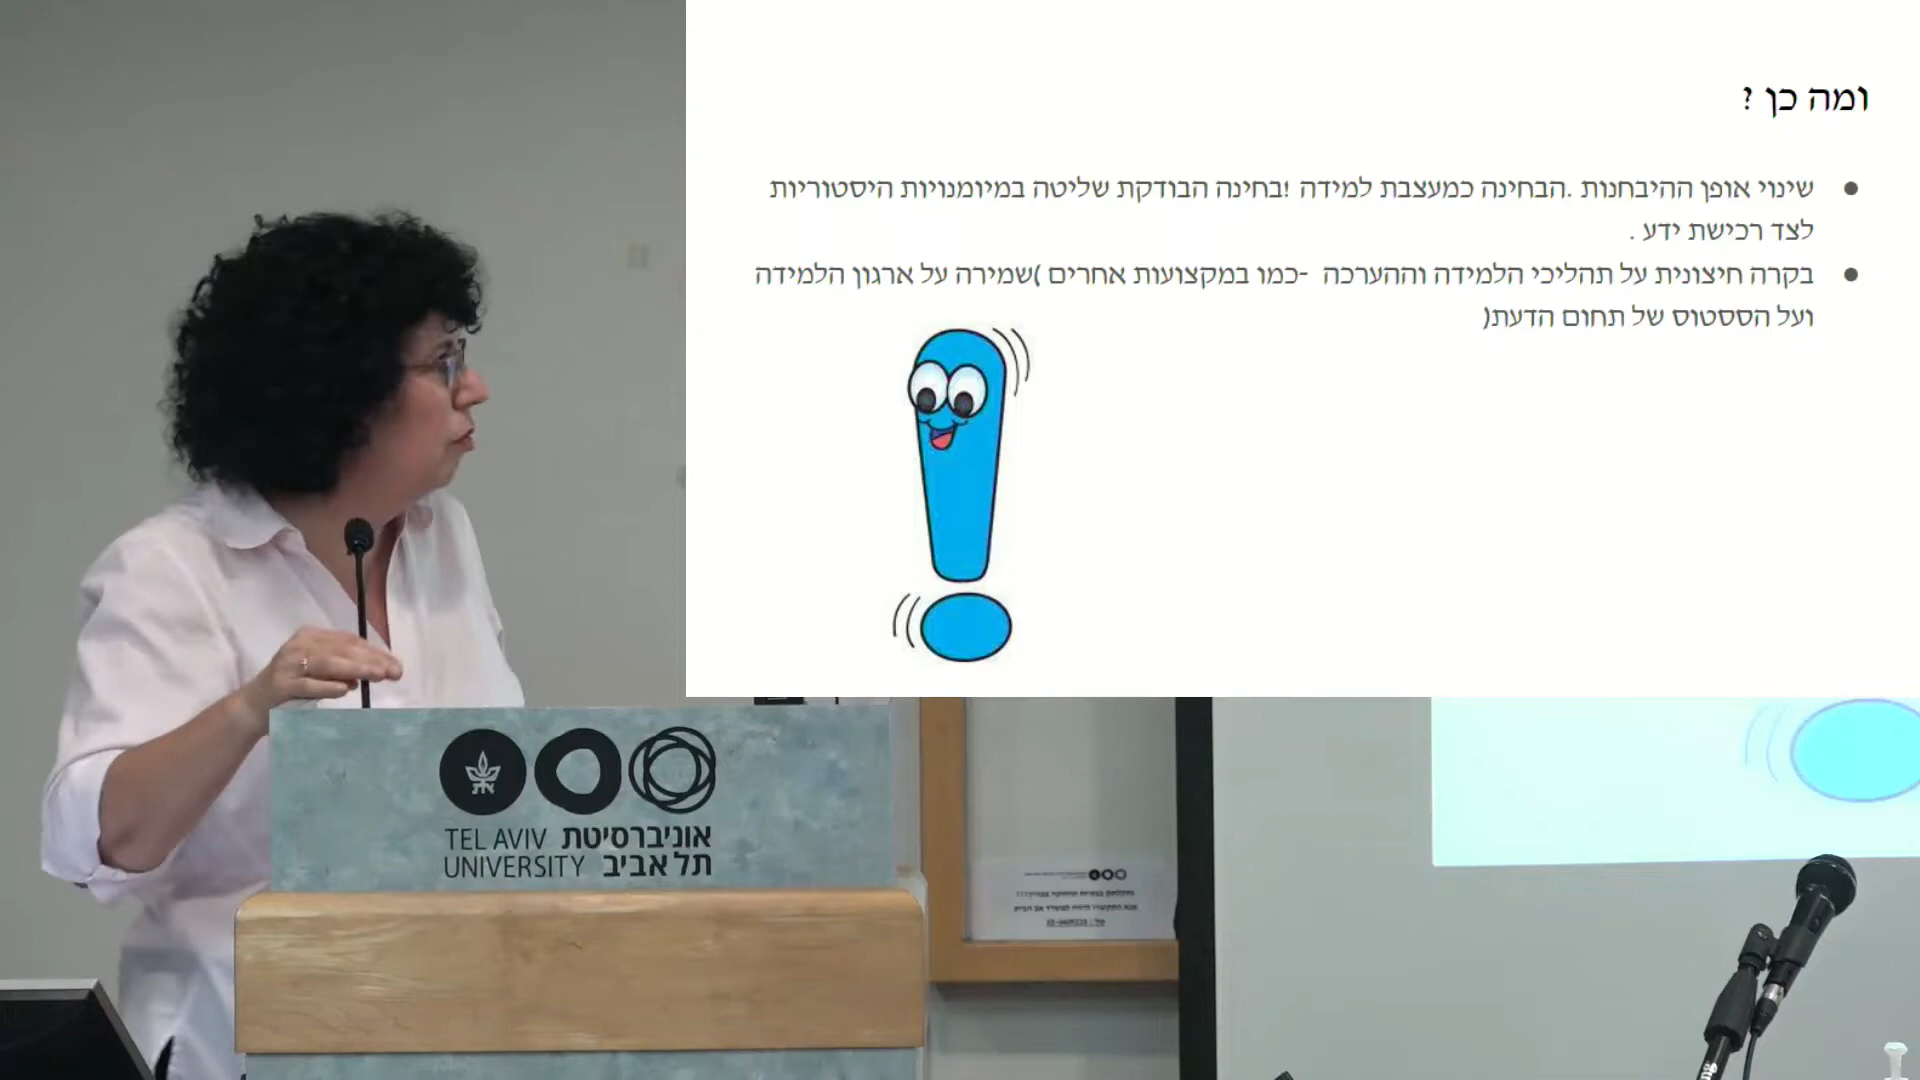 ומה כן ?
שינוי אופן ההיבחנות .הבחינה כמעצבת למידה !בחינה הבודקת שליטה במיומנויות היסטוריות
לצד רכישת ידע .
בקרה חיצונית על תהליכי הלמידה וההערכה -כמו במקצועות אחרים )שמירה על ארגון הלמידה
ועל הססטוס של תחום הדעת(
TEL AVIV אוניברסיטת
UNIVERSITY תל אביב